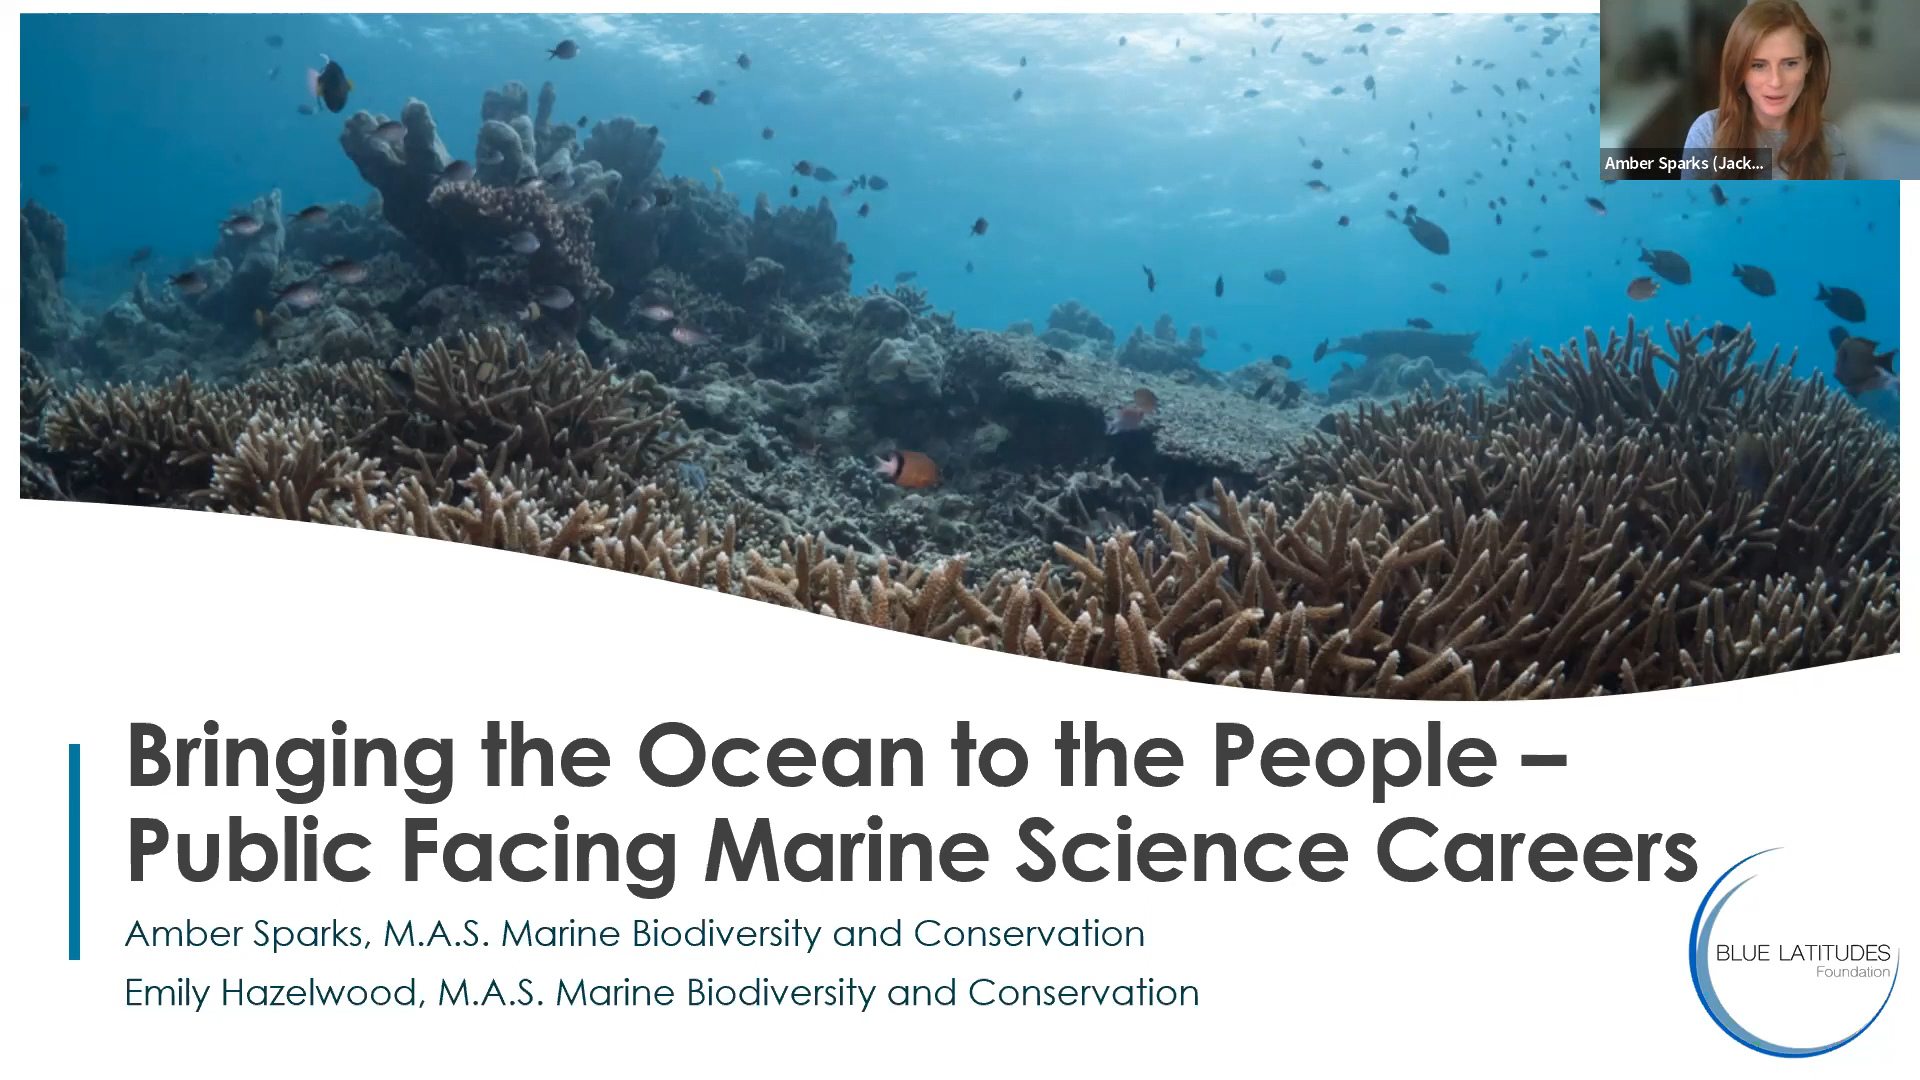 Amber Sparks (Jack...
Bringing the Ocean to the People –
Public Facing Marine Science Careers
Amber Sparks, M.A.S. Marine Biodiversity and Conservation
Emily Hazelwood, M.A.S. Marine Biodiversity and Conservation
BLUE LATITUDES
Foundation